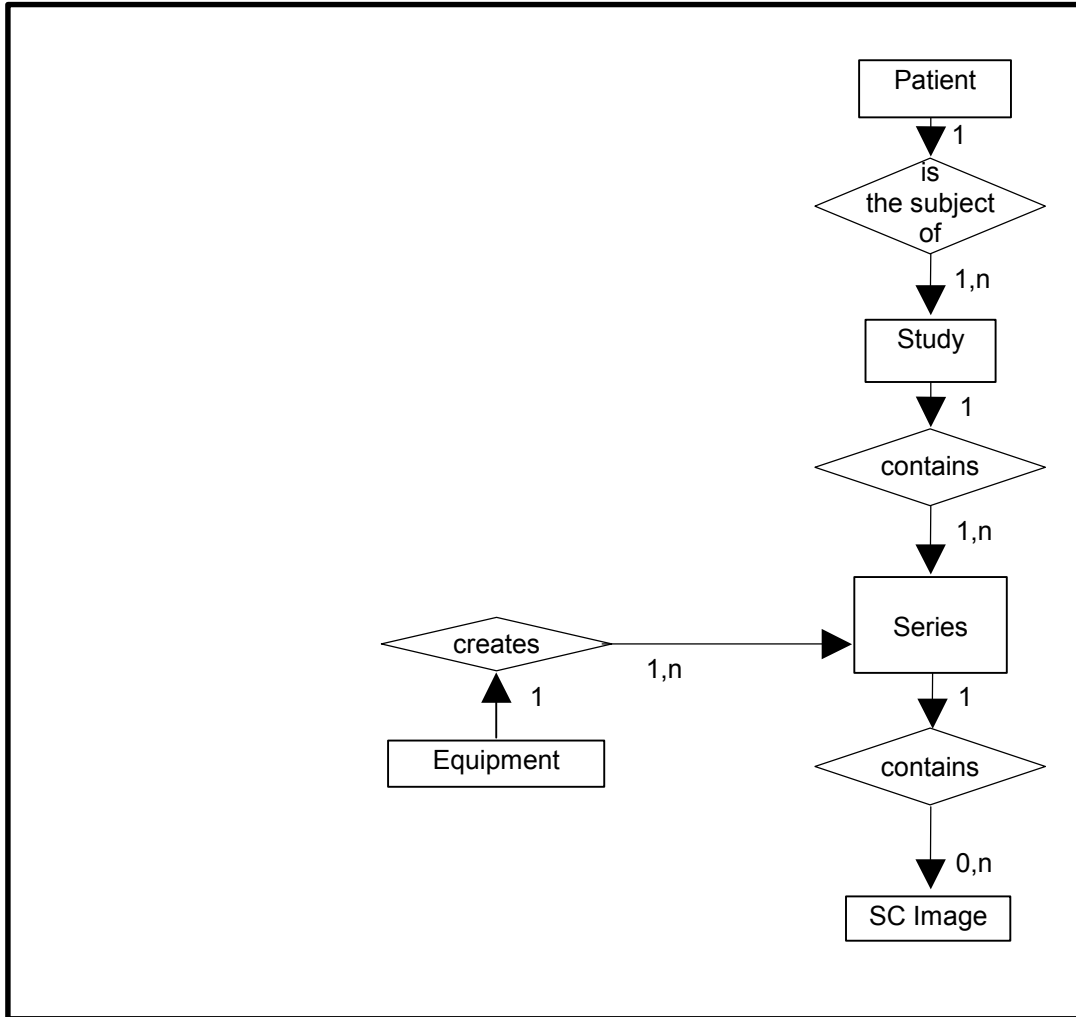 Patient
1
is
the subject
of
1,n
Study
1
contains
1,n
Series
creates
1,n
1
1
Equipment
contains
0,n
SC Image